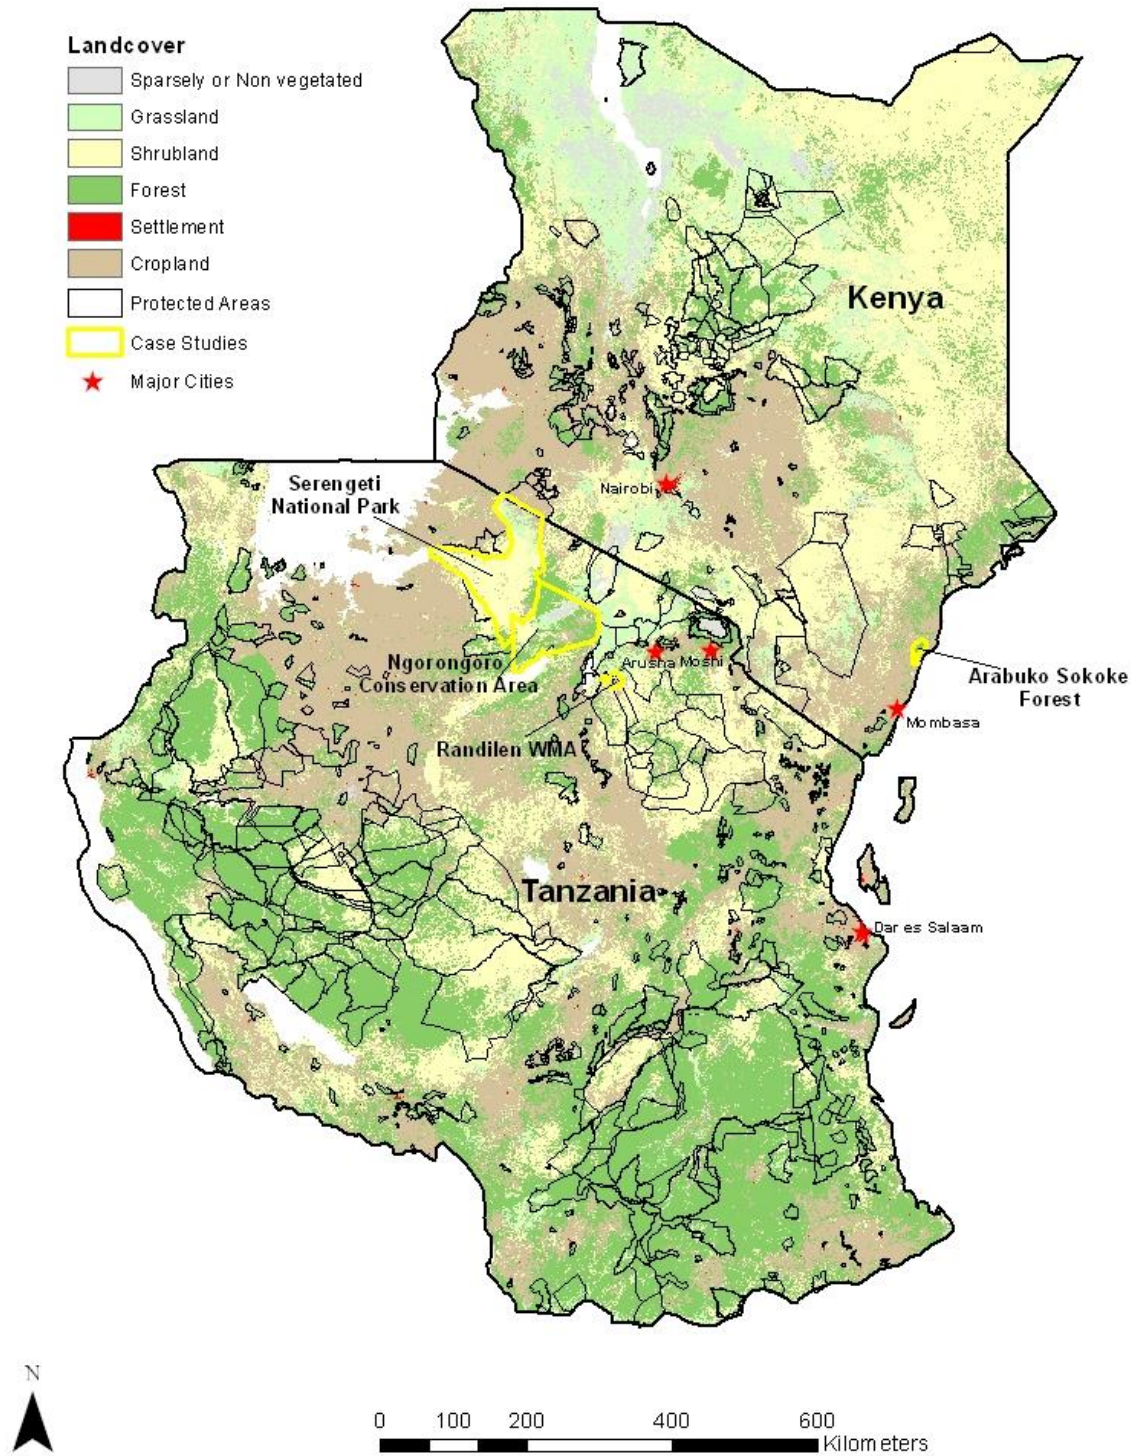 Landcover
Sparsely or Non vegetated
Grassland
Shrubland
Forest
Settlement
Cropland
Protected Areas
Case Studies
Major Cities
Kenya
Serengeti
National Park
Nairobi
Ngorongoro
Conservation Area
Arusha
Moshi
Arabuko Sokoke
Forest
Mombasa
Randilen WMA
Tanzania
Dar es Salaam
N
0 100 200 400 600
Kilometers